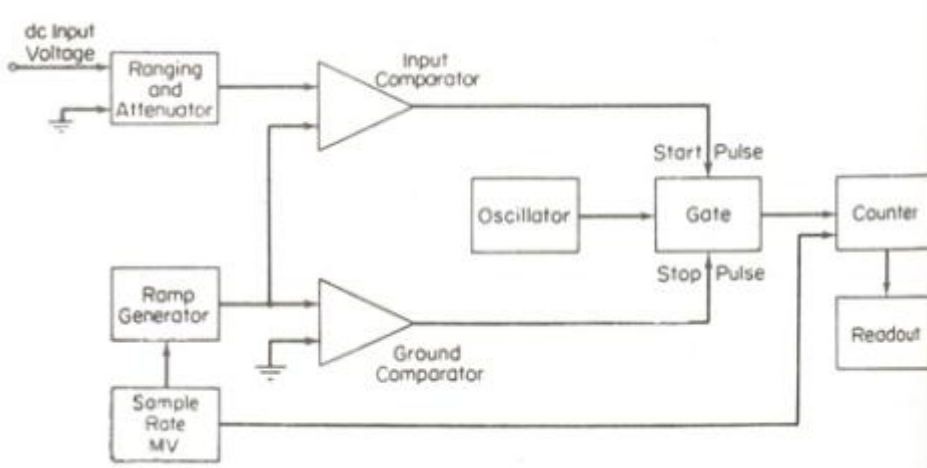 dc Input
Voltage
Ranging
and
Attenuator
Input
Comparator
Start Pulse
Oscillator
Gate
Counter
Stop Pulse
Ramp
Generator
Readout
Ground
Comparator
Sample
Rate
MV